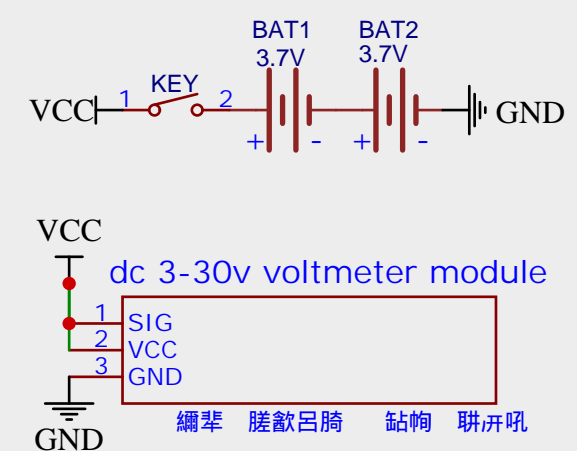 BAT1 BAT2
3.7V 3.7V
VCC 1 KEY 2 + - + - GND
VCC
dc 3-30v voltmeter module
1 SIG
2 VCC
3 GND
GND